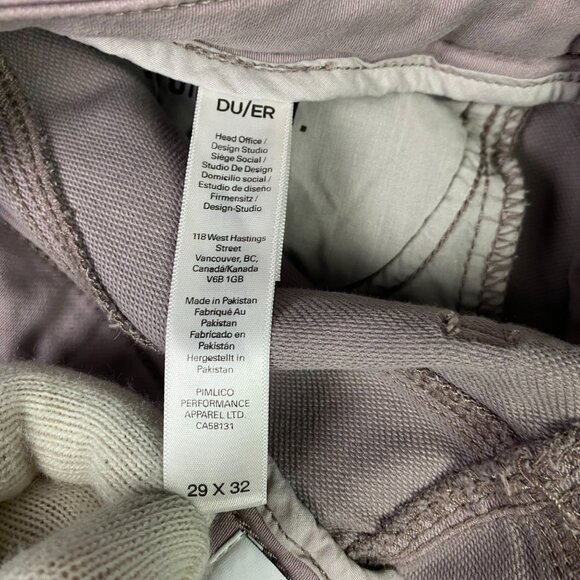 DU/ER
Head Office /
Design Studio
Siège Social /
Studio De Design
Domicilio social /
Estudio de diseño
Firmensitz /
Design-Studio
118 West Hastings
Street
Vancouver, BC,
Canada/Kanada
V6B 1G8
Made in Pakistan
Fabriqué Au
Pakistan
Fabricado en
Pakistan
Hergestellt in
Pakistan
PIMLICO
PERFORMANCE
APPAREL LTD.
CA58131
29 X 32